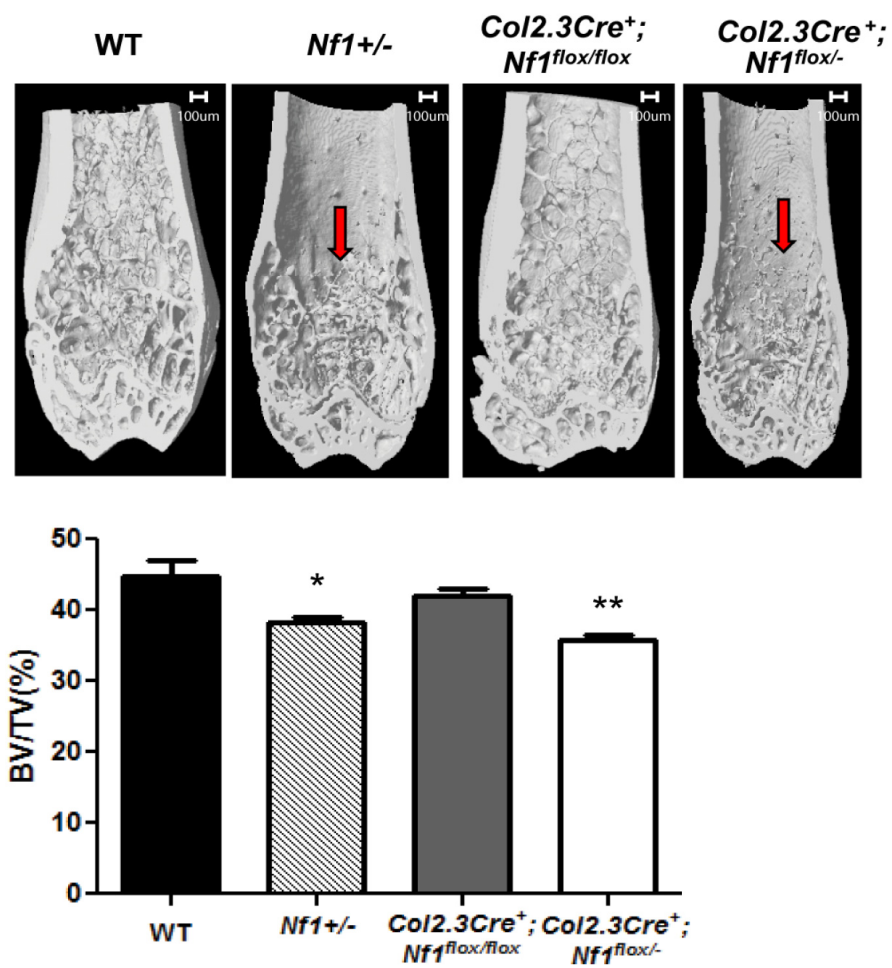 WT
Nf1+/-
Col2.3Cre+;
Nf1flox/flox
Col2.3Cre+;
Nf1flox/-
100um
100um
100um
100um
50
40
30
20
10
0
BV/TV(%)
*
**
WT
Nf1+/-
Col2.3Cre+;
Nf1flox/flox
Col2.3Cre+;
Nf1flox/-